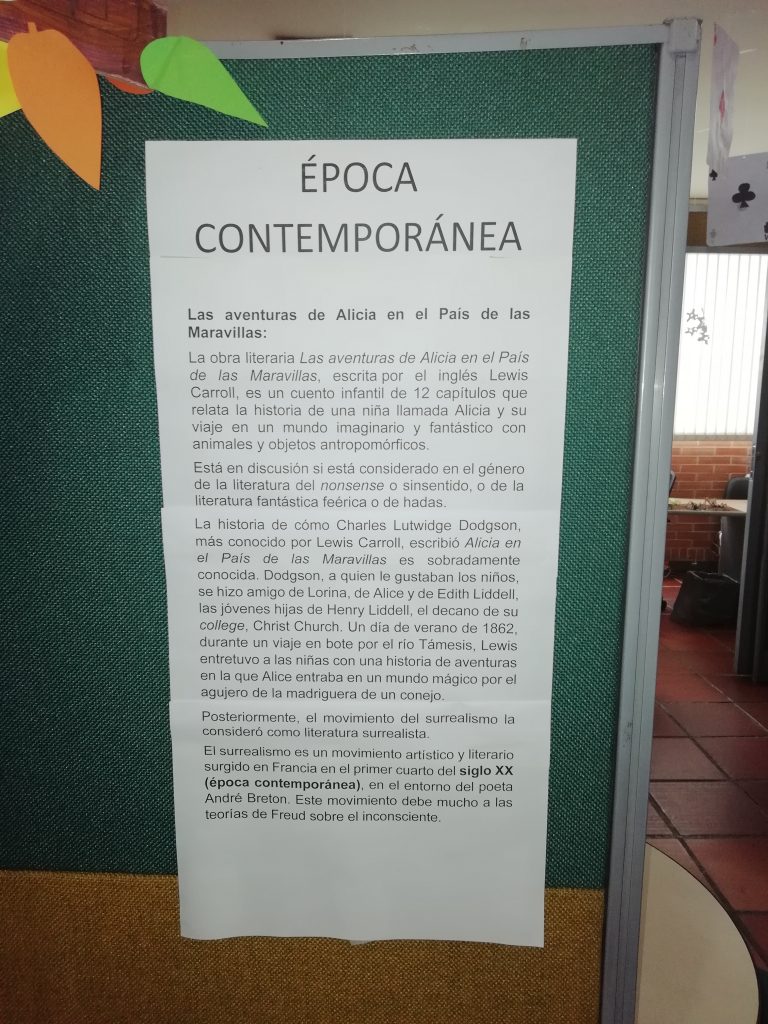 ÉPOCA
CONTEMPORÁNEA
Las aventuras de Alicia en el País de las
Maravillas:
La obra literaria Las aventuras de Alicia en el País
de las Maravillas, escrita por el inglés Lewis
Carroll, es un cuento infantil de 12 capítulos que
relata la historia de una niña llamada Alicia y su
viaje en un mundo imaginario y fantástico con
animales y objetos antropomórficos.
Está en discusión si está considerado en el género
de la literatura del nonsense o sinsentido, o de la
literatura fantástica feérica o de hadas.
La historia de cómo Charles Lutwidge Dodgson,
más conocido por Lewis Carroll, escribió Alicia en
el País de las Maravillas es sobradamente
conocida. Dodgson, a quien le gustaban los niños,
se hizo amigo de Lorina, de Alice y de Edith Liddell,
las jóvenes hijas de Henry Liddell, el decano de su
college, Christ Church. Un día de verano de 1862,
durante un viaje en bote por el río Támesis, Lewis
entretuvo a las niñas con una historia de aventuras
en la que Alice entraba en un mundo mágico por el
agujero de la madriguera de un conejo.
Posteriormente, el movimiento del surrealismo la
consideró como literatura surrealista.
El surrealismo es un movimiento artístico y literario
surgido en Francia en el primer cuarto del siglo XX
(época contemporánea), en el entorno del poeta
André Breton. Este movimiento debe mucho a las
teorías de Freud sobre el inconsciente.